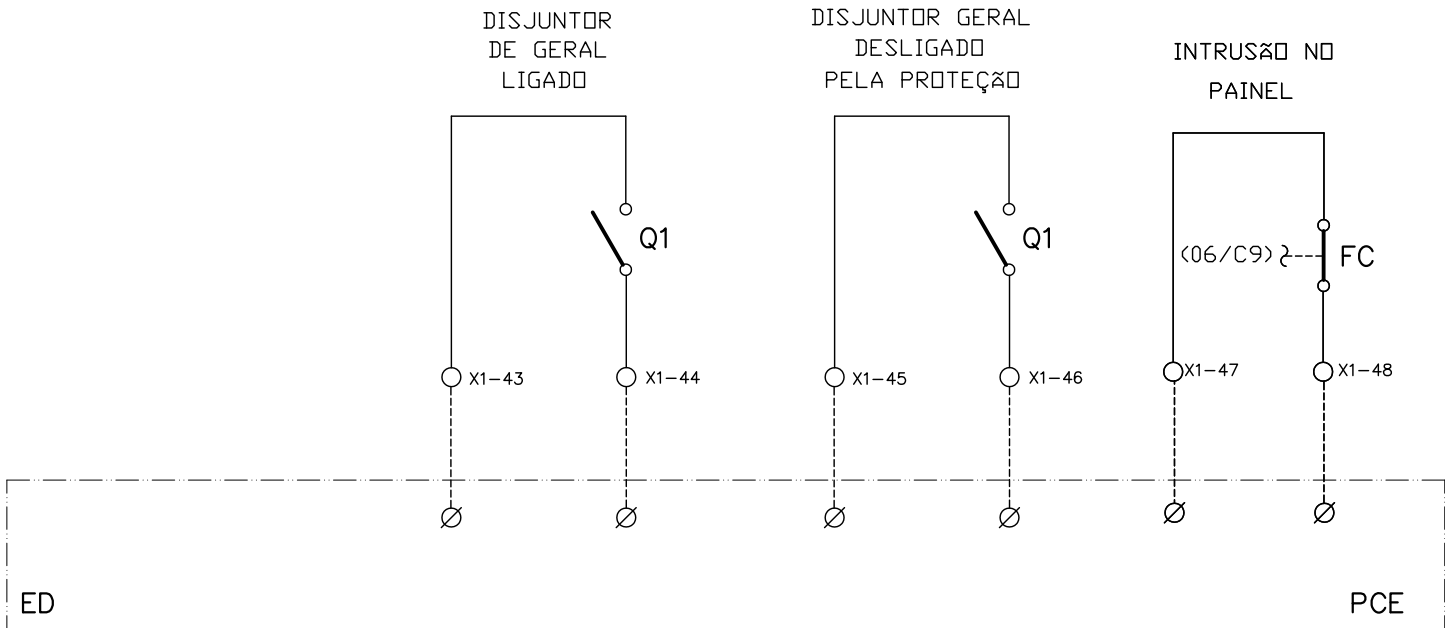 DISJUNTOR
DE GERAL
LIGADO
DISJUNTOR GERAL
DESLIGADO
PELA PROTEÇÃO
INTRUSÃO NO
PAINEL
Q1
Q1
(06/C9)
FC
X1-43
X1-44
X1-45
X1-46
X1-47
X1-48
ED
PCE